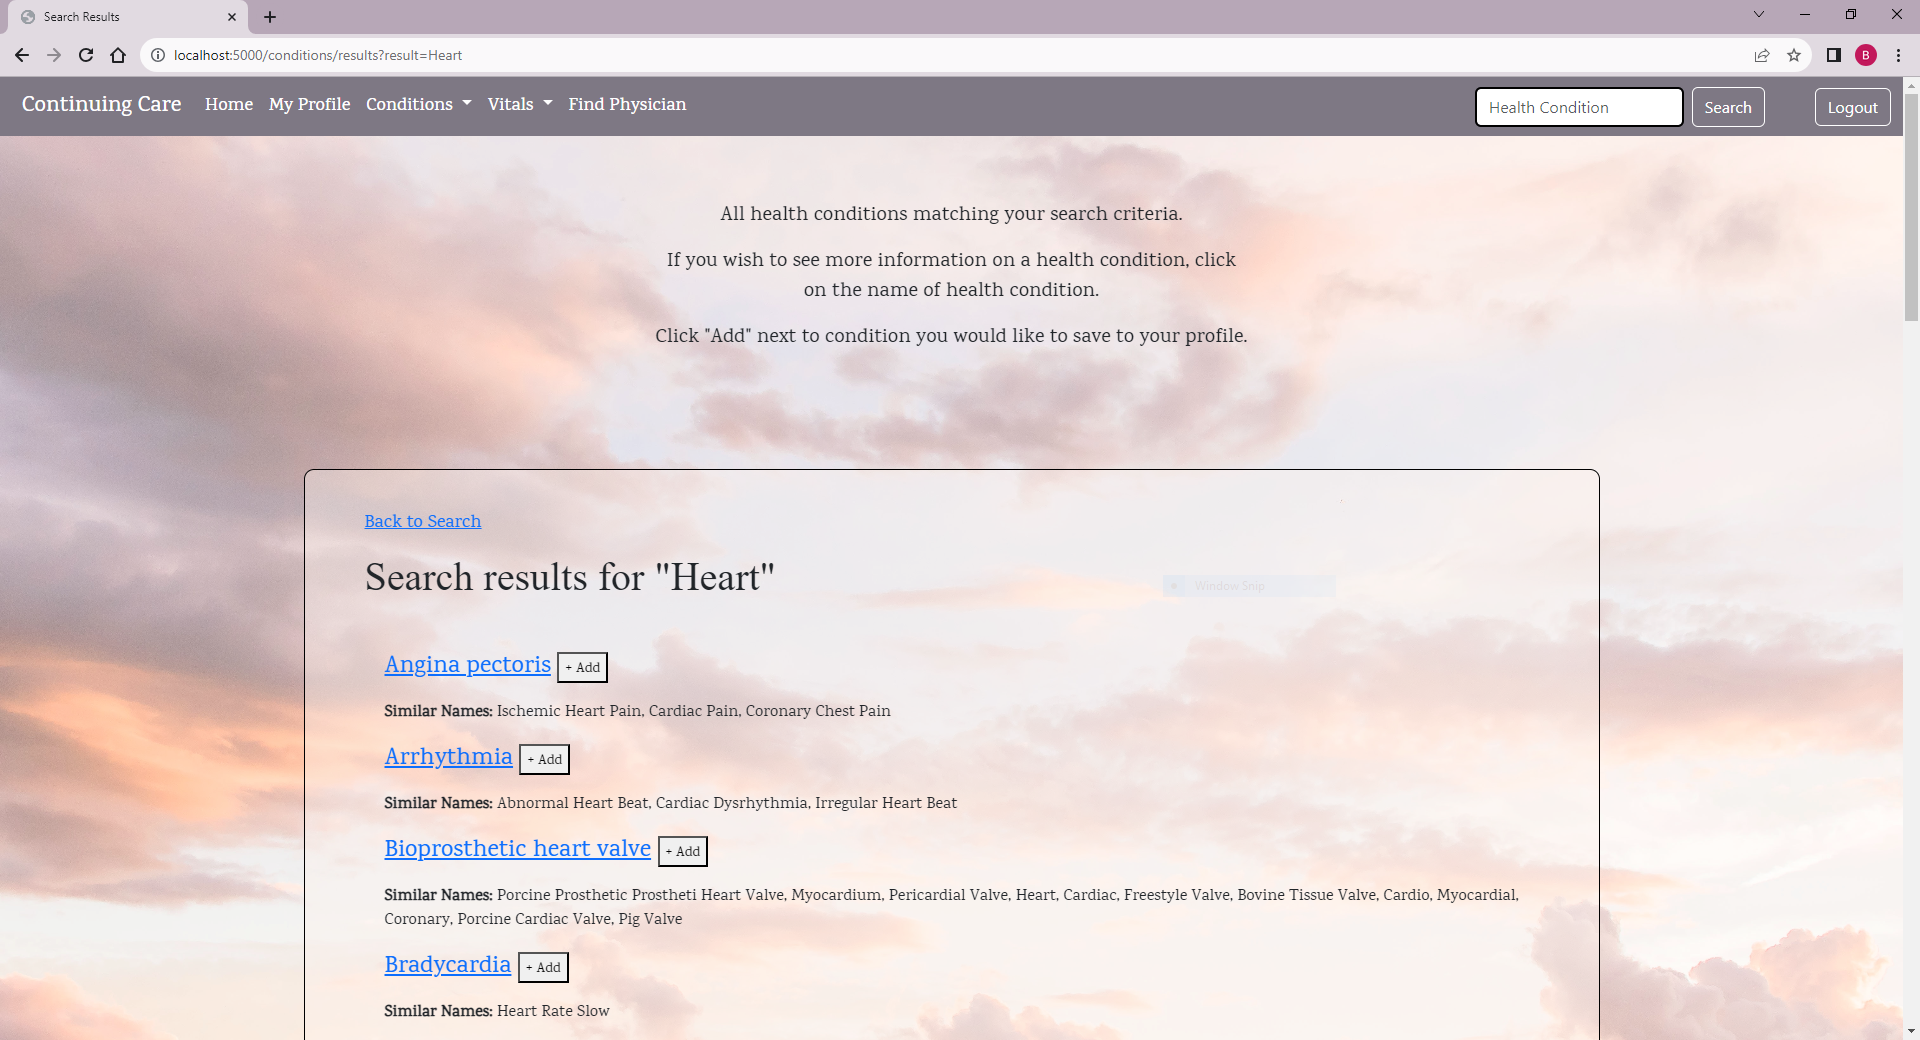 Search Results
localhost:5000/conditions/results?result=Heart
B
Continuing Care Home My Profile Conditions Vitals Find Physician Health Condition Search Logout
All health conditions matching your search criteria.
If you wish to see more information on a health condition, click
on the name of health condition.
Click "Add" next to condition you would like to save to your profile.
Back to Search
Search results for "Heart"
Window Snip
Angina pectoris + Add
Similar Names: Ischemic Heart Pain, Cardiac Pain, Coronary Chest Pain
Arrhythmia + Add
Similar Names: Abnormal Heart Beat, Cardiac Dysrhythmia, Irregular Heart Beat
Bioprosthetic heart valve + Add
Similar Names: Porcine Prosthetic Prostheti Heart Valve, Myocardium, Pericardial Valve, Heart, Cardiac, Freestyle Valve, Bovine Tissue Valve, Cardio, Myocardial,
Coronary, Porcine Cardiac Valve, Pig Valve
Bradycardia + Add
Similar Names: Heart Rate Slow